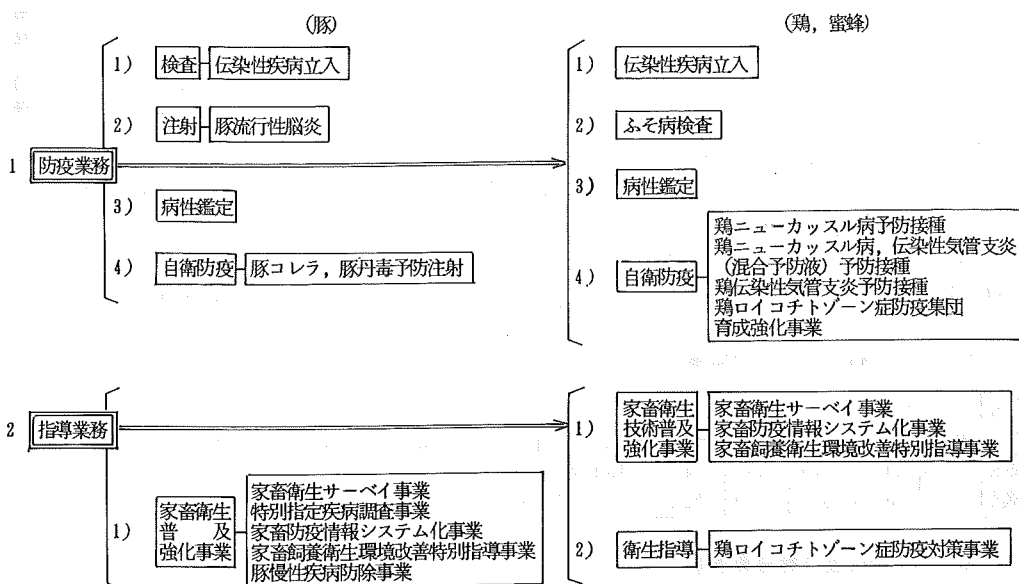 (豚)
(鶏, 蜜蜂)
1 防疫業務
1) 検査 伝染性疾病立入
2) 注射 豚流行性脳炎
3) 病性鑑定
4) 自衛防疫 豚コレラ, 豚丹毒予防注射
1) 伝染性疾病立入
2) ふそ病検査
3) 病性鑑定
4) 自衛防疫
鶏ニューカッスル病予防接種
鶏ニューカッスル病, 伝染性気管支炎
(混合予防液) 予防接種
鶏伝染性気管支炎予防接種
鶏ロイコチトゾーン症防疫集団
育成強化事業
2 指導業務
1) 家畜衛生
普及
強化事業
家畜衛生サーベイ事業
特別指定疾病調査事業
家畜防疫情報システム化事業
家畜飼養衛生環境改善特別指導事業
豚慢性疾病防除事業
1) 家畜衛生
技術普及
強化事業
家畜衛生サーベイ事業
家畜防疫情報システム化事業
家畜飼養衛生環境改善特別指導事業
2) 衛生指導 鶏ロイコチトゾーン症防疫対策事業